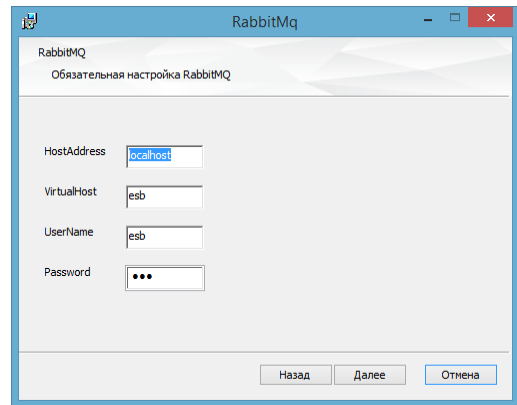 RabbitMq
RabbitMQ
Обязательная настройка RabbitMQ
HostAddress
localhost
VirtualHost
esb
UserName
esb
Password
•••
Назад
Далее
Отмена